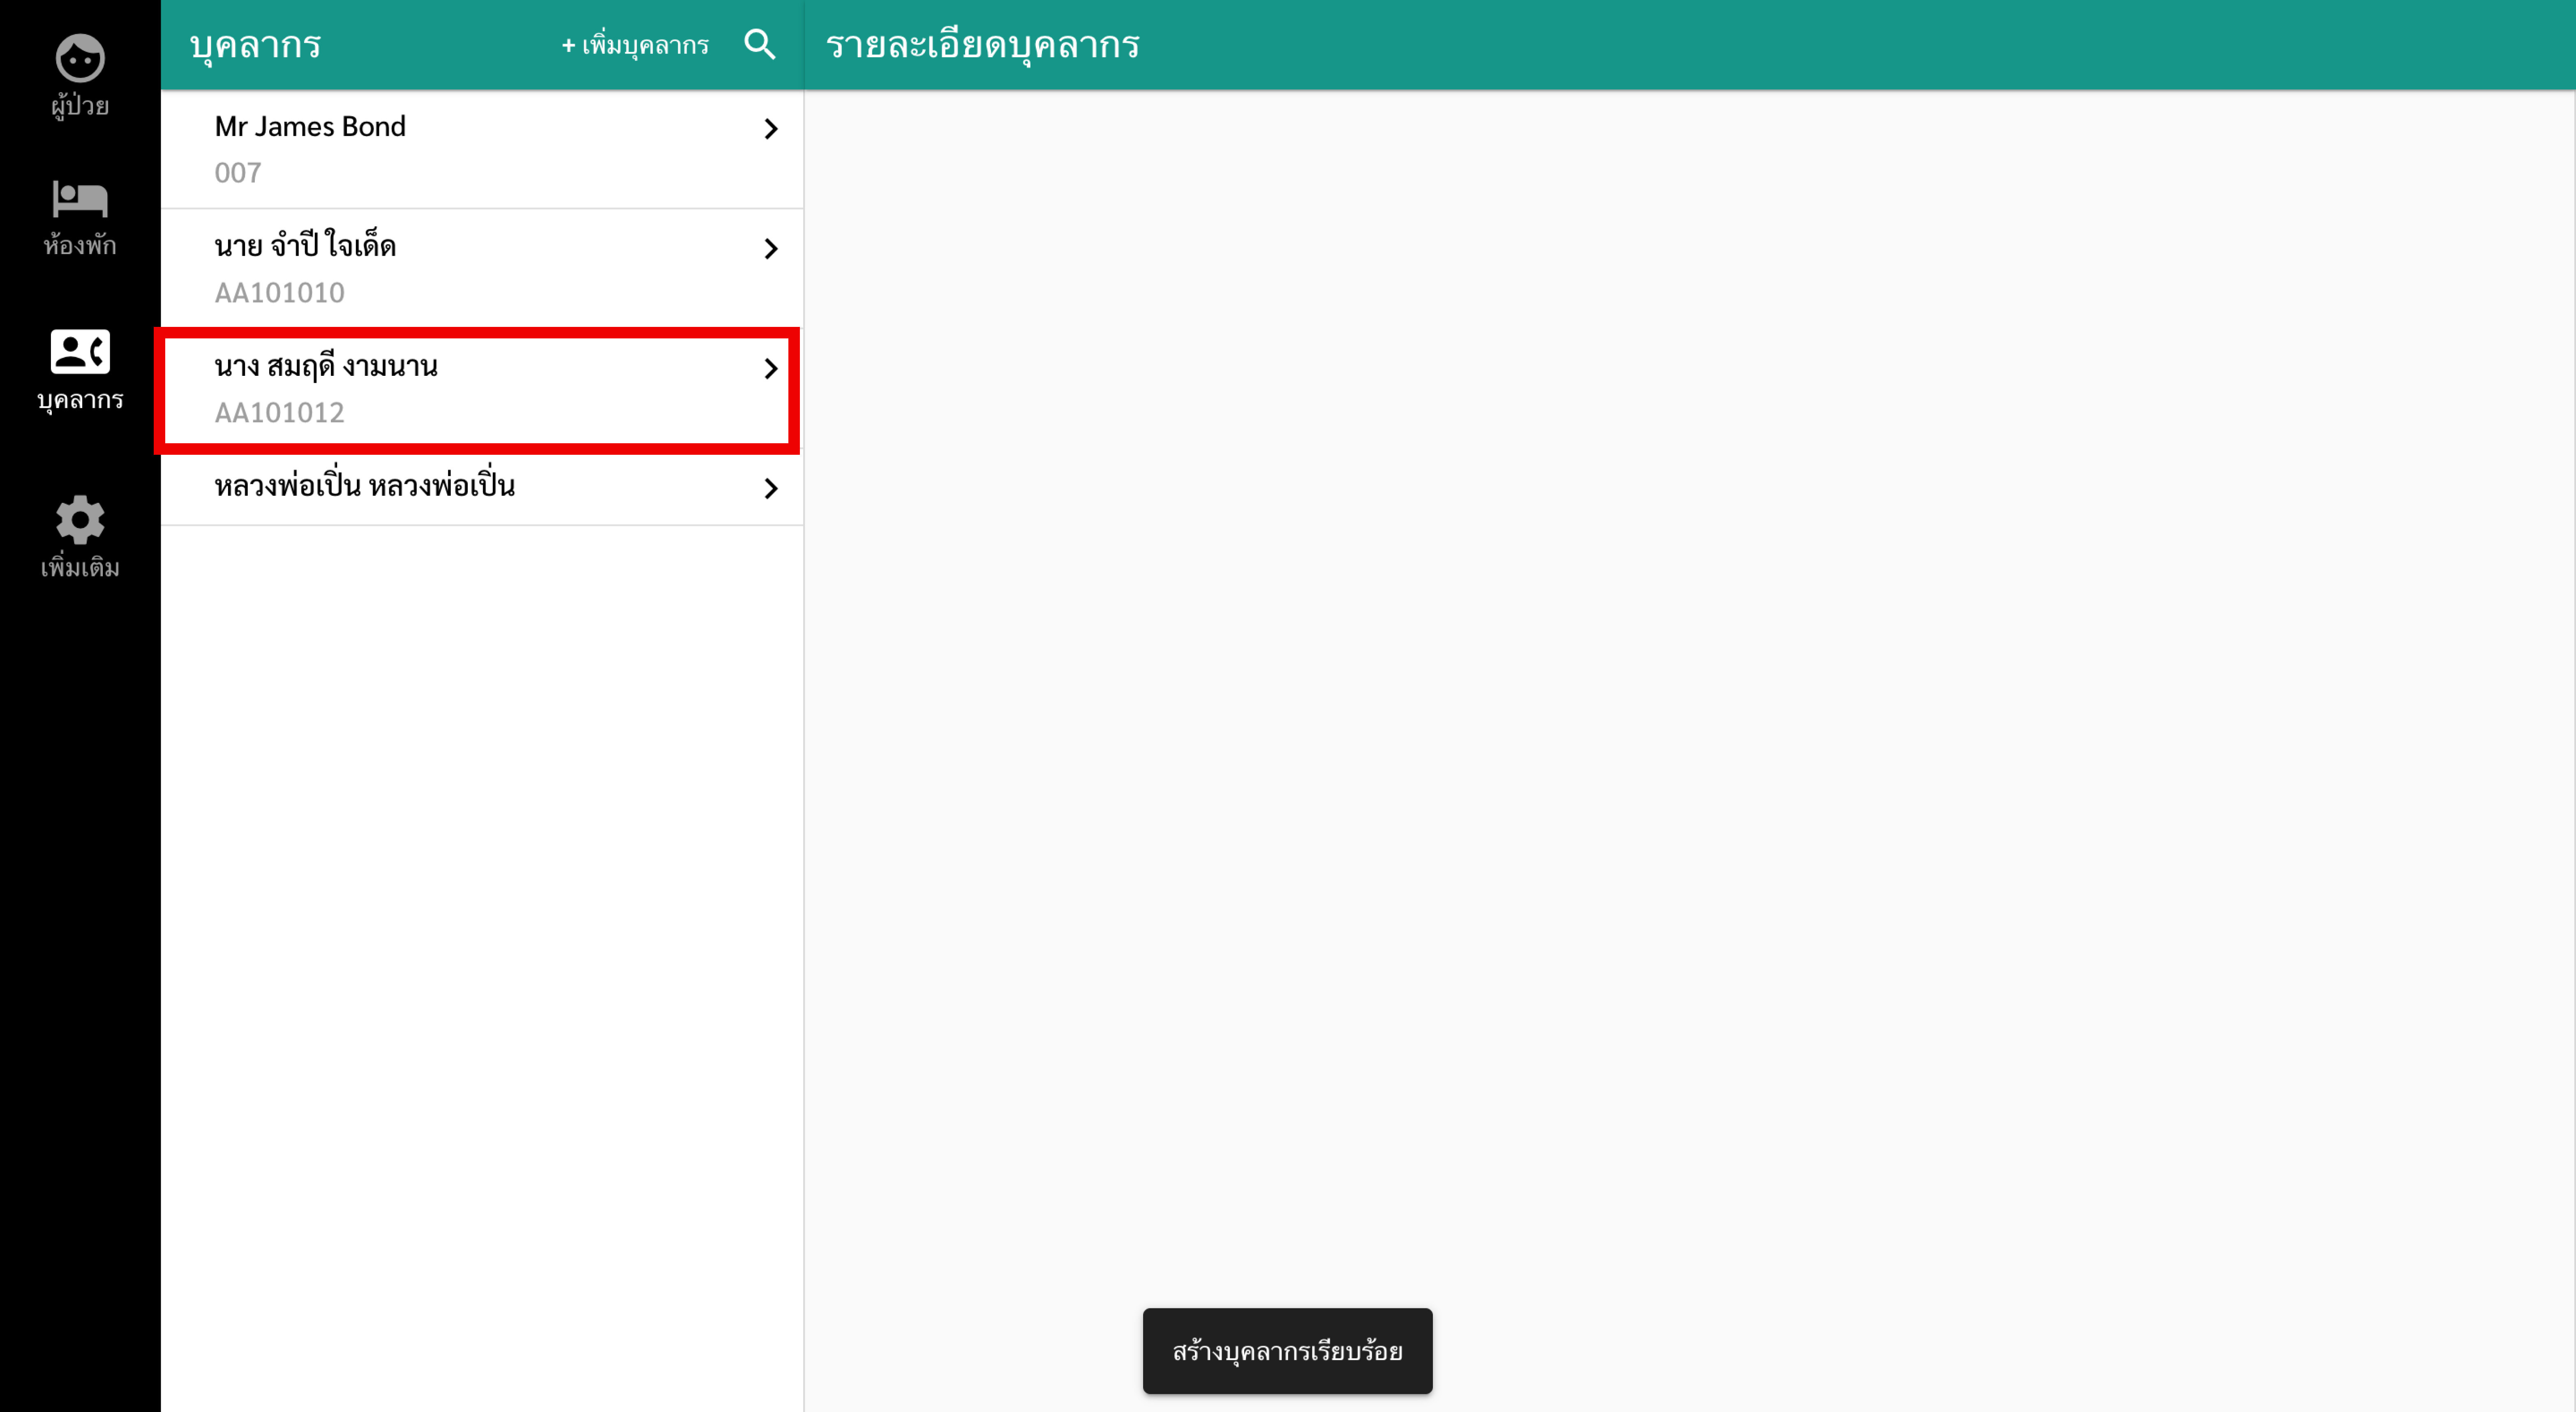 ผู้ป่วย
ห้องพัก
บุคลากร
เพิ่มเติม
บุคลากร
+ เพิ่มบุคลากร
Mr James Bond
007
นาย จำปี ใจเด็ด
AA101010
นาง สมฤดี งามนาน
AA101012
หลวงพ่อเปิ่น หลวงพ่อเปิ่น
รายละเอียดบุคลากร
สร้างบุคลากรเรียบร้อย